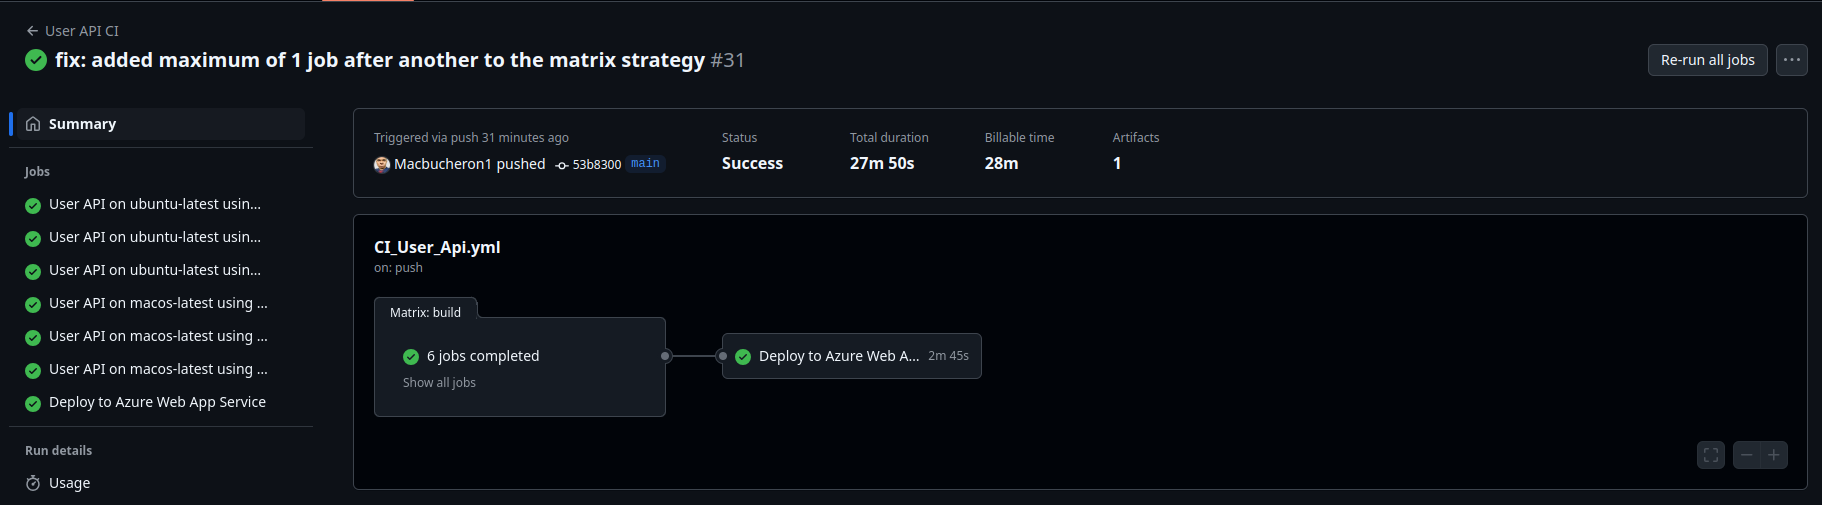 User API CI
fix: added maximum of 1 job after another to the matrix strategy #31
Re-run all jobs
Summary
Jobs
User API on ubuntu-latest usin...
User API on ubuntu-latest usin...
User API on ubuntu-latest usin...
User API on macos-latest using ...
User API on macos-latest using ...
User API on macos-latest using ...
Deploy to Azure Web App Service
Run details
Usage
Triggered via push 31 minutes ago
Macbucheron1 pushed 53b8300 main
Status
Success
Total duration
27m 50s
Billable time
28m
Artifacts
1
CI_User_Api.yml
on: push
Matrix: build
6 jobs completed
Show all jobs
Deploy to Azure Web A... 2m 45s